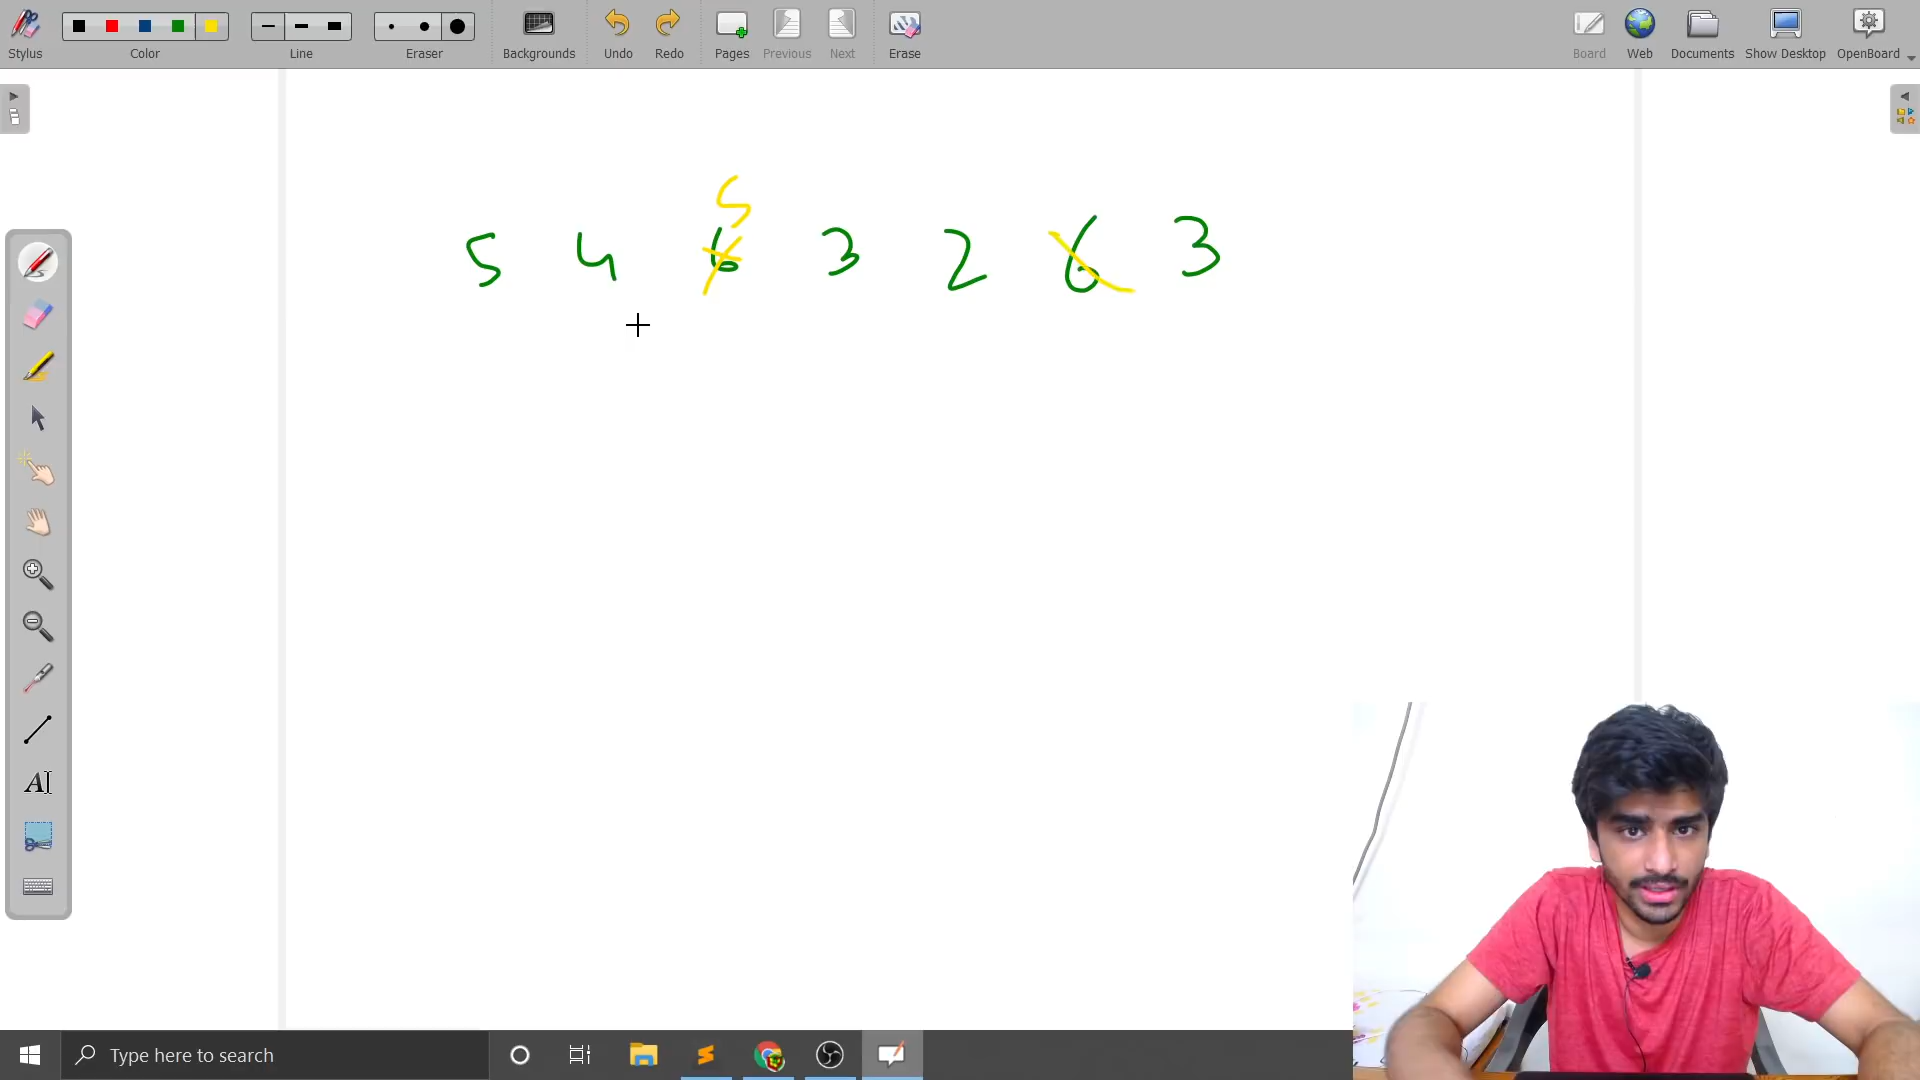 Stylus Color Line Eraser Backgrounds Undo Redo Pages Previous Next Erase Board Web Documents Show Desktop OpenBoard
5
5 4 6 3 2 6 3
AI
Type here to search